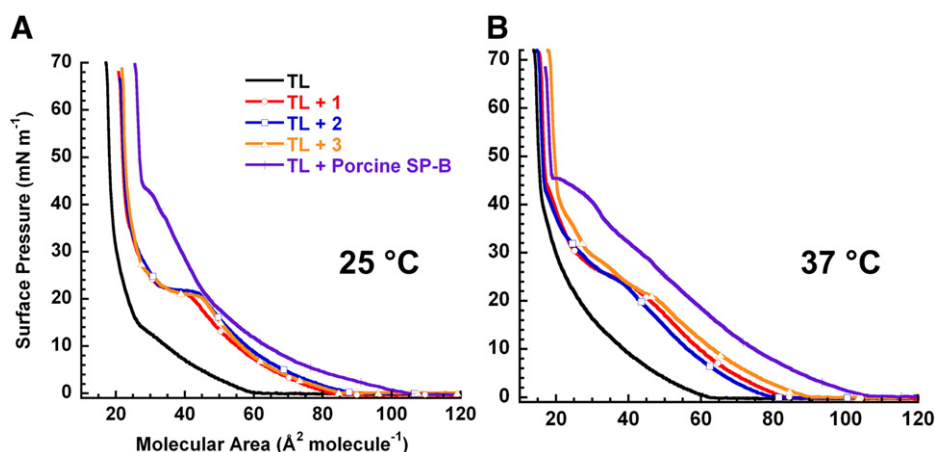 A
70
60
50
40
30
20
10
0
Surface Pressure (mN m⁻¹)
TL
TL + 1
TL + 2
TL + 3
TL + Porcine SP-B
25 °C
20 40 60 80 100 120
Molecular Area (Å² molecule⁻¹)
B
70
60
50
40
30
20
10
0
37 °C
20 40 60 80 100 120